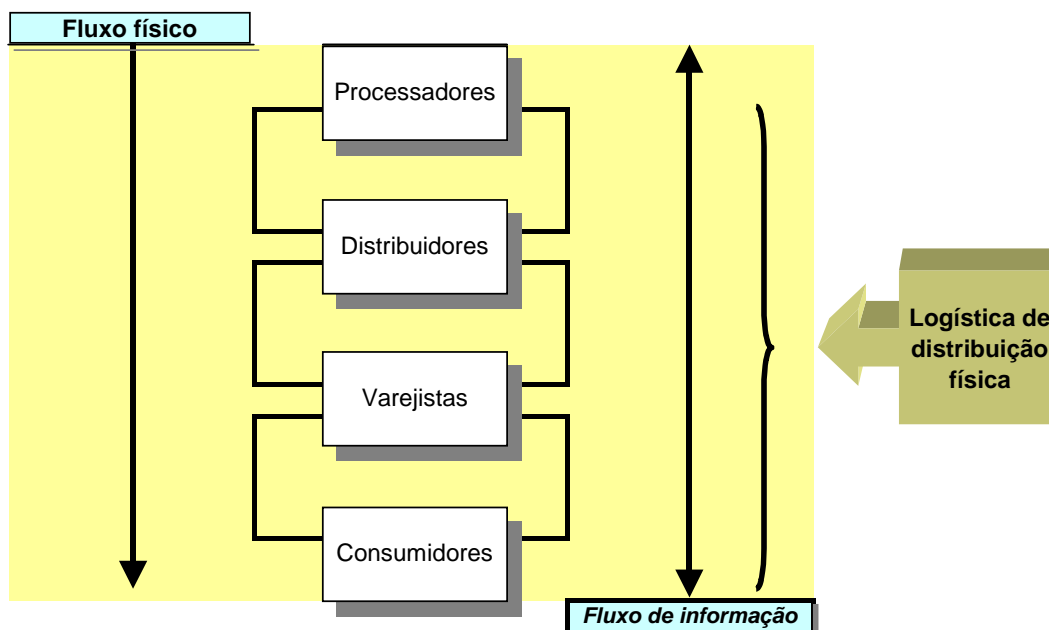 Fluxo físico
Processadores
Distribuidores
Varejistas
Consumidores
Logística de
distribuição
física
Fluxo de informação